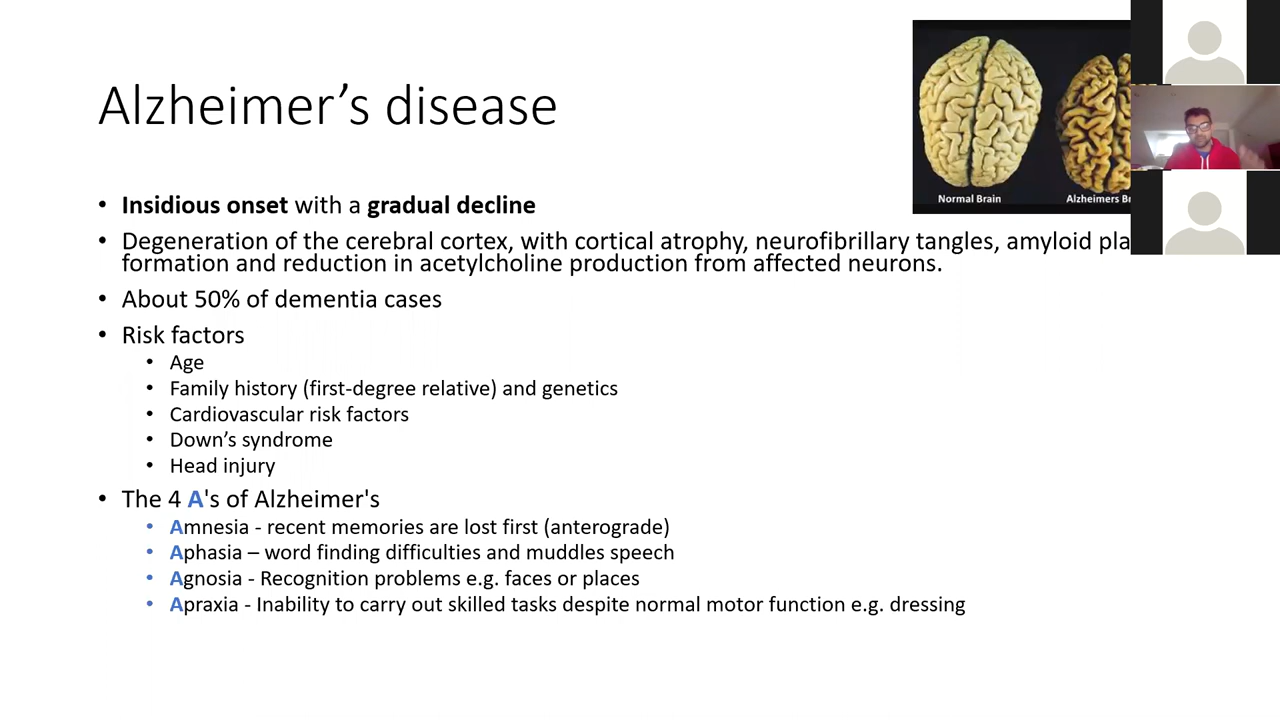 Alzheimer’s disease
Normal Brain
Alzheimers
• Insidious onset with a gradual decline
• Degeneration of the cerebral cortex, with cortical atrophy, neurofibrillary tangles, amyloid
formation and reduction in acetylcholine production from affected neurons.
• About 50% of dementia cases
• Risk factors
• Age
• Family history (first-degree relative) and genetics
• Cardiovascular risk factors
• Down’s syndrome
• Head injury
• The 4 A's of Alzheimer's
• Amnesia - recent memories are lost first (anterograde)
• Aphasia – word finding difficulties and muddles speech
• Agnosia - Recognition problems e.g. faces or places
• Apraxia - Inability to carry out skilled tasks despite normal motor function e.g. dressing